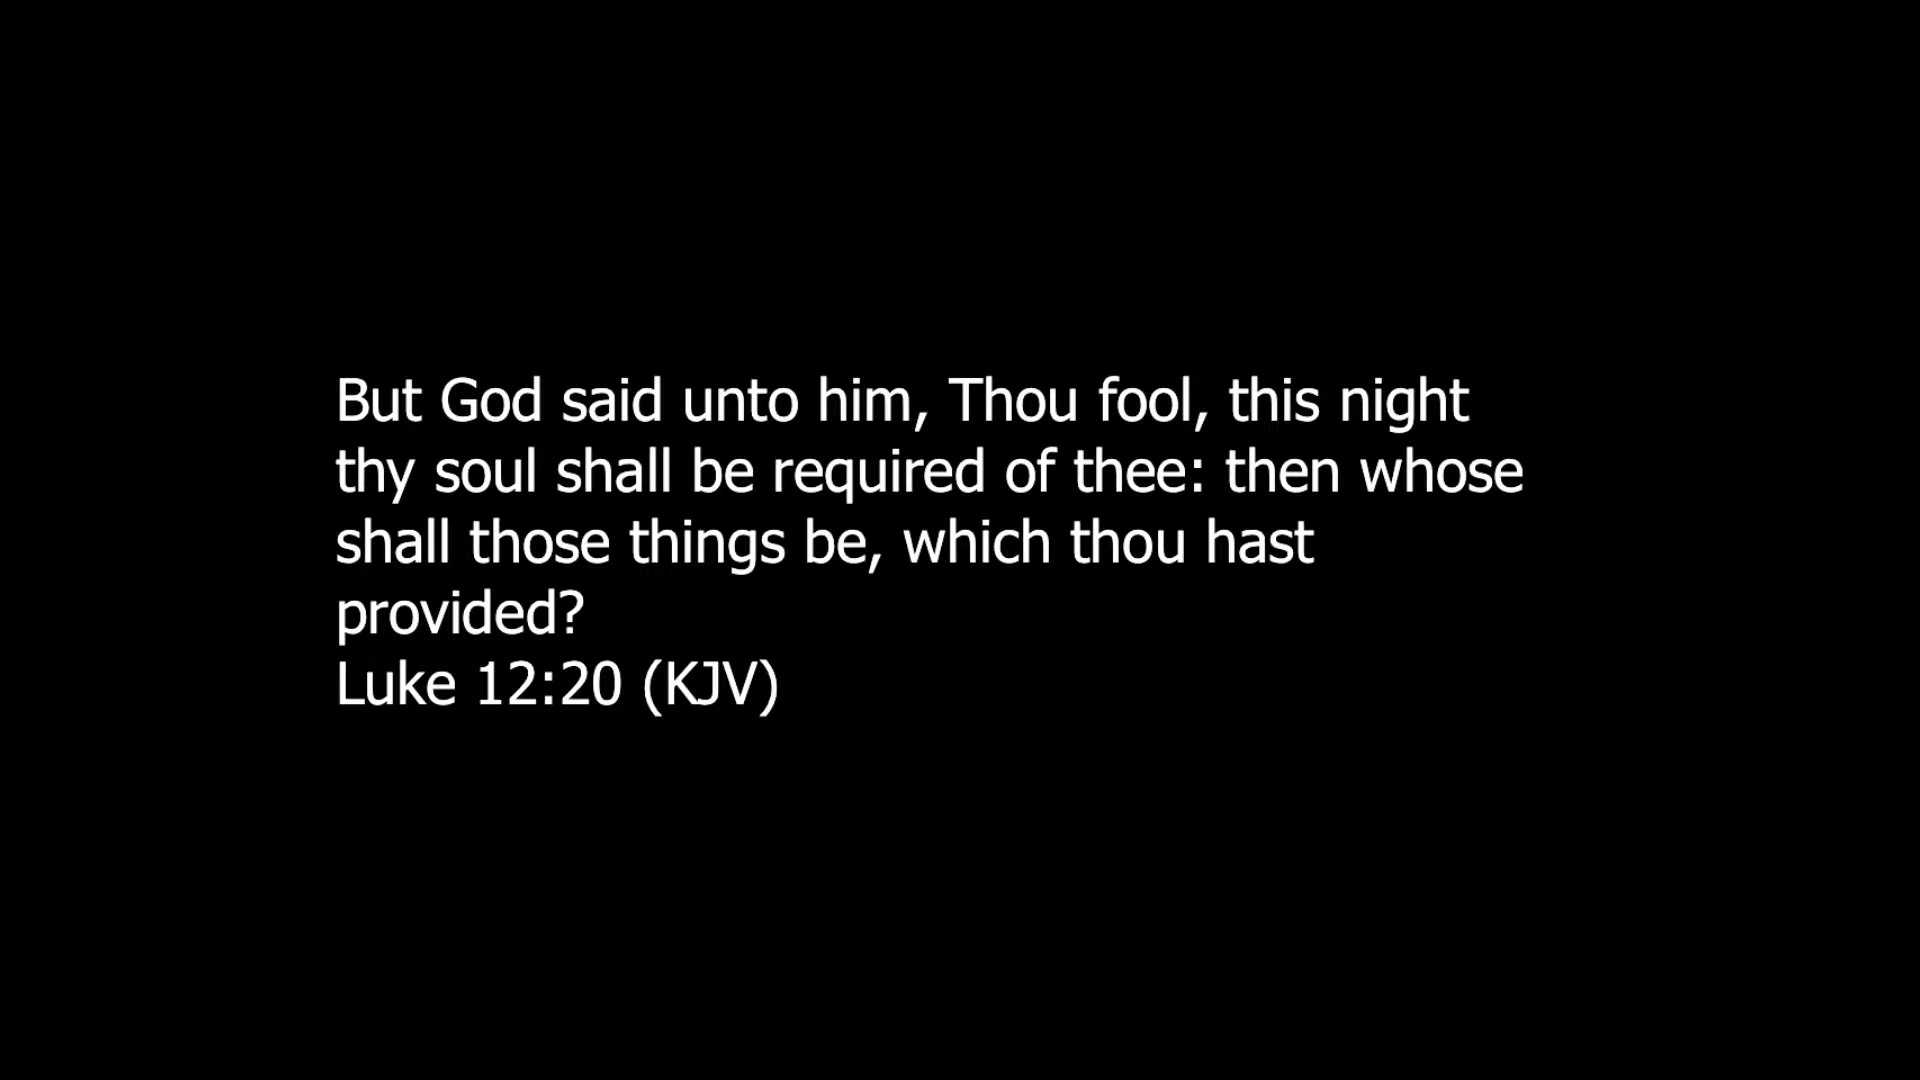 But God said unto him, Thou fool, this night
thy soul shall be required of thee: then whose
shall those things be, which thou hast
provided?
Luke 12:20 (KJV)